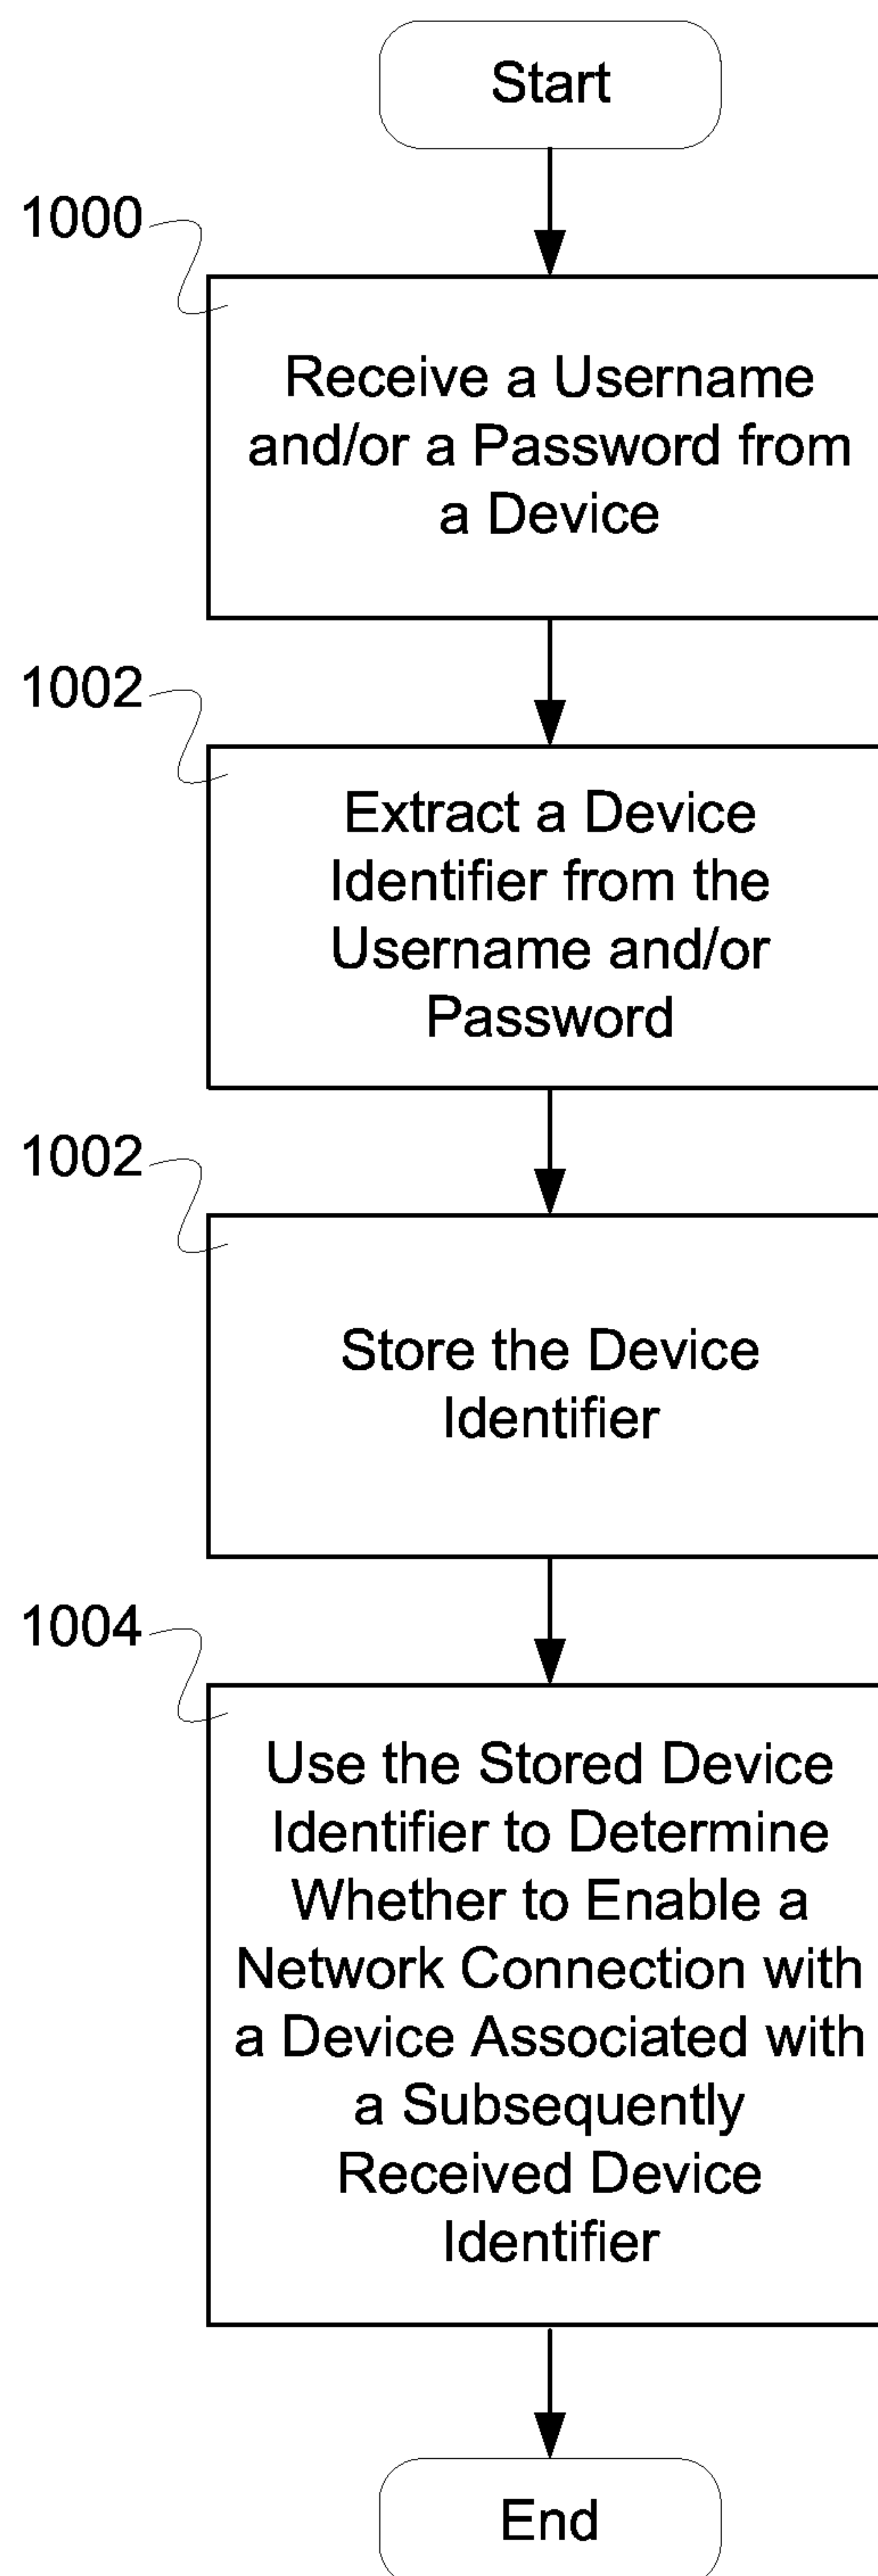 Start
1000
Receive a Username
and/or a Password from
a Device
1002
Extract a Device
Identifier from the
Username and/or
Password
1002
Store the Device
Identifier
1004
Use the Stored Device
Identifier to Determine
Whether to Enable a
Network Connection with
a Device Associated with
a Subsequently
Received Device
Identifier
End